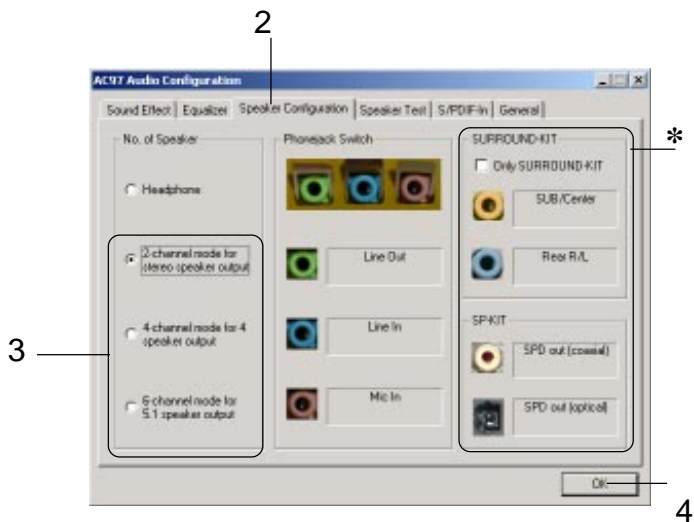 2
AC97 Audio Configuration
Sound Effect Equalizer Speaker Configuration Speaker Test S/PDIF-In General
*
No. of Speaker
Headphone
2-channel mode for
stereo speaker output
4-channel mode for 4
speaker output
6-channel mode for
5.1 speaker output
3
Phonejack Switch
Line Out
Line In
Mic In
SURROUND-KIT
Only SURROUND-KIT
SUB/Center
Rear R/L
SP-KIT
SPD out (coaxial)
SPD out (optical)
OK
4